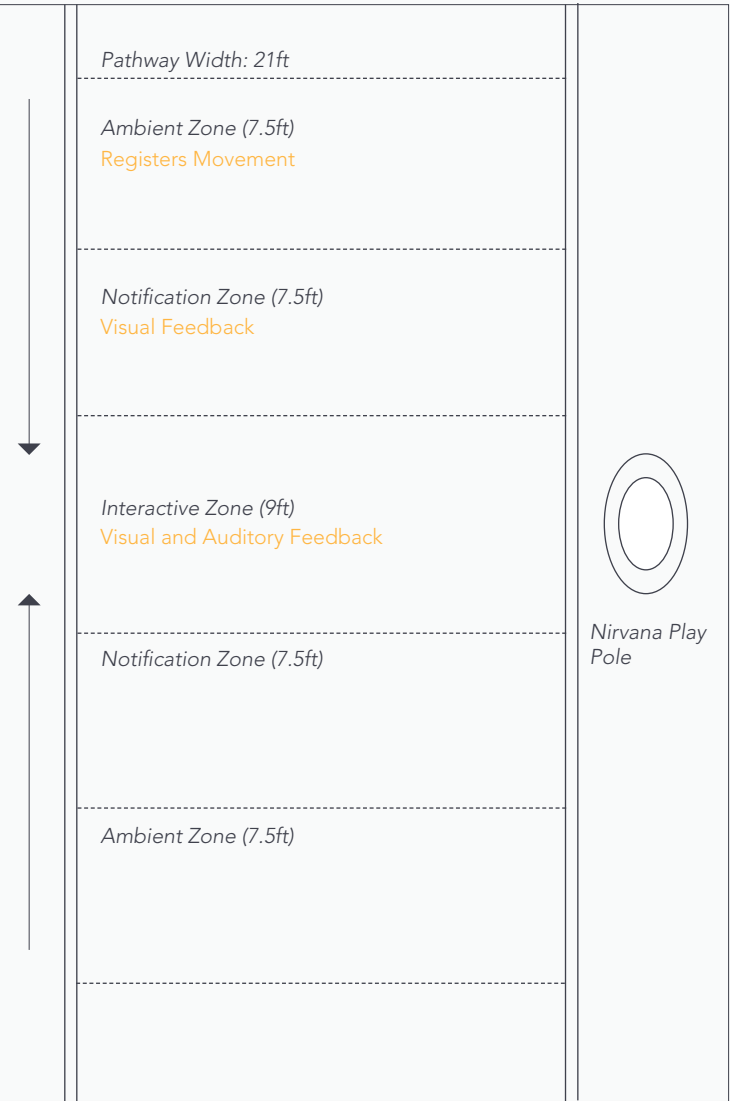 Pathway Width: 21ft
Ambient Zone (7.5ft)
Registers Movement
Notification Zone (7.5ft)
Visual Feedback
Interactive Zone (9ft)
Visual and Auditory Feedback
Nirvana Play
Pole
Notification Zone (7.5ft)
Ambient Zone (7.5ft)